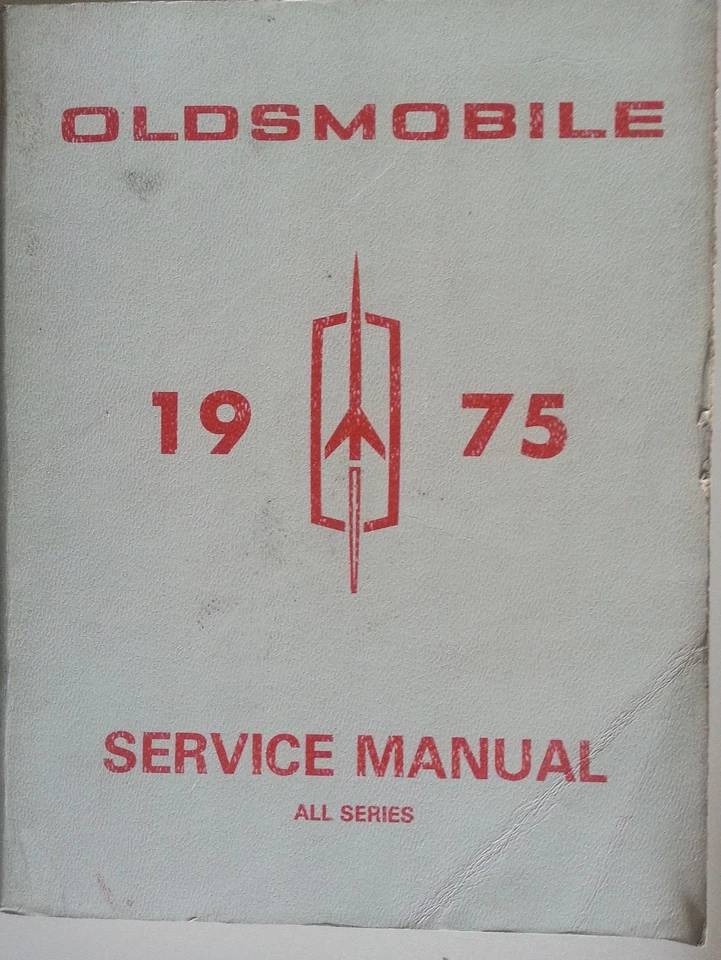 OLDSMOBILE
19 75
SERVICE MANUAL
ALL SERIES